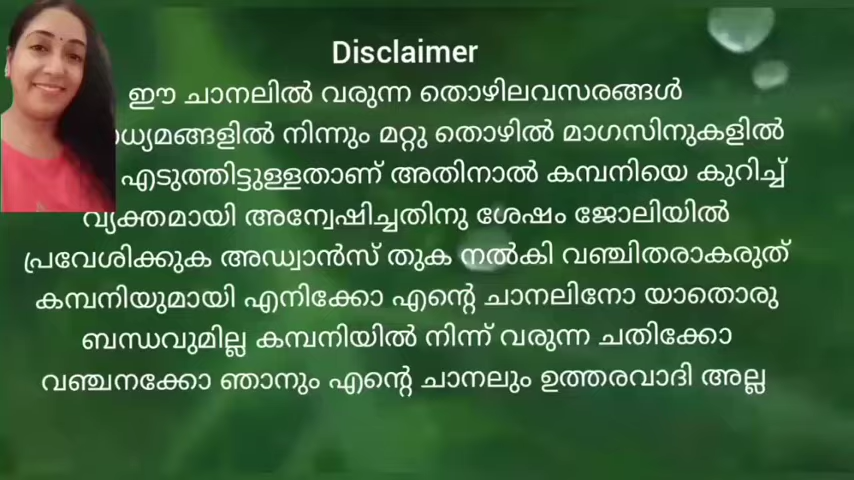 Disclaimer
ഈ ചാനലിൽ വരുന്ന തൊഴിലവസരങ്ങൾ
നിന്നും മറ്റു തൊഴിൽ മാഗസിനുകളിൽ
എടുത്തിട്ടുള്ളതാണ് അതിനാൽ കമ്പനിയെ കുറിച്ച്
വ്യക്തമായി അന്വേഷിച്ചതിനു ശേഷം ജോലിയിൽ
പ്രവേശിക്കുക അഡ്വാൻസ് തുക നൽകി വഞ്ചിതരാകരുത്
കമ്പനിയുമായി എനിക്കോ എന്റെ ചാനലിനോ യാതൊരു
ബന്ധവുമില്ല കമ്പനിയിൽ നിന്ന് വരുന്ന ചതിക്കോ
വഞ്ചനക്കോ ഞാനും എന്റെ ചാനലും ഉത്തരവാദി അല്ല